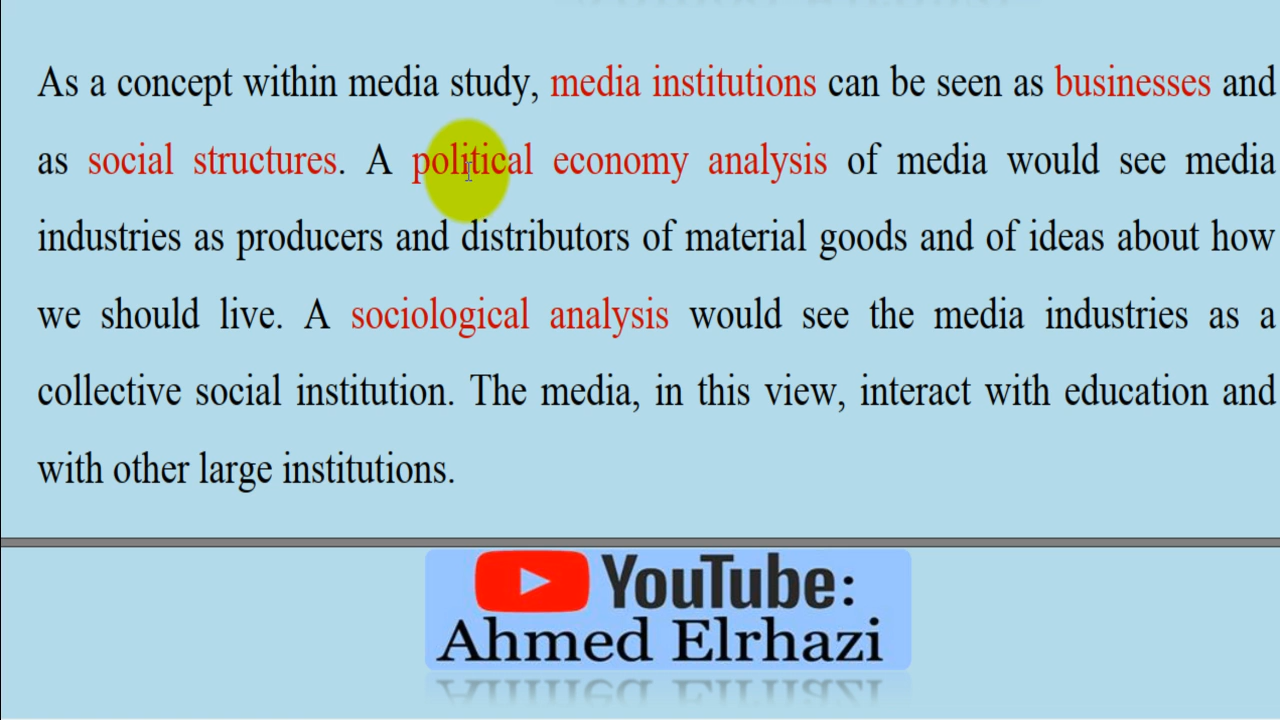 As a concept within media study, media institutions can be seen as businesses and
as social structures. A political economy analysis of media would see media
industries as producers and distributors of material goods and of ideas about how
we should live. A sociological analysis would see the media industries as a
collective social institution. The media, in this view, interact with education and
with other large institutions.
YouTube:
Ahmed Elrhazi